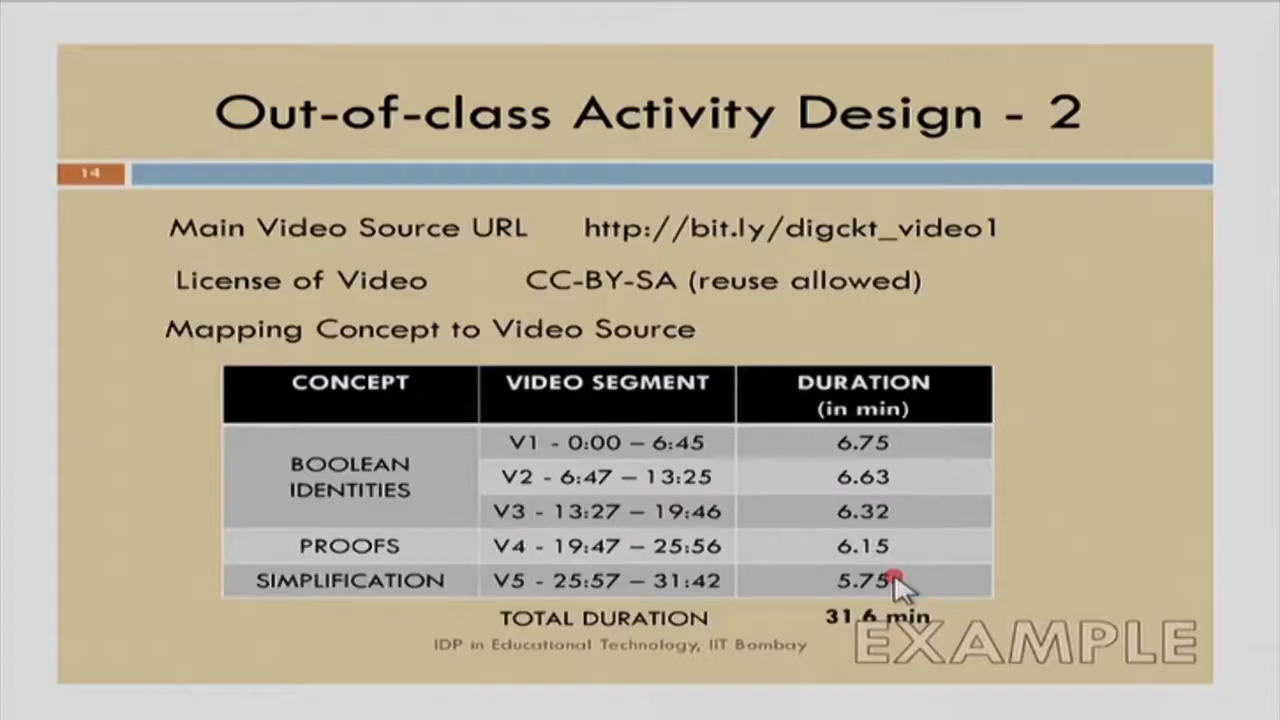 Out-of-class Activity Design - 2
14
Main Video Source URL http://bit.ly/digckt_video1
License of Video CC-BY-SA (reuse allowed)
Mapping Concept to Video Source
CONCEPT VIDEO SEGMENT DURATION
(in min)
BOOLEAN
IDENTITIES
V1 - 0:00 – 6:45 6.75
V2 - 6:47 – 13:25 6.63
V3 - 13:27 – 19:46 6.32
PROOFS V4 - 19:47 – 25:56 6.15
SIMPLIFICATION V5 - 25:57 – 31:42 5.75
TOTAL DURATION 31.6 min
IDP in Educational Technology, IIT Bombay
EXAMPLE